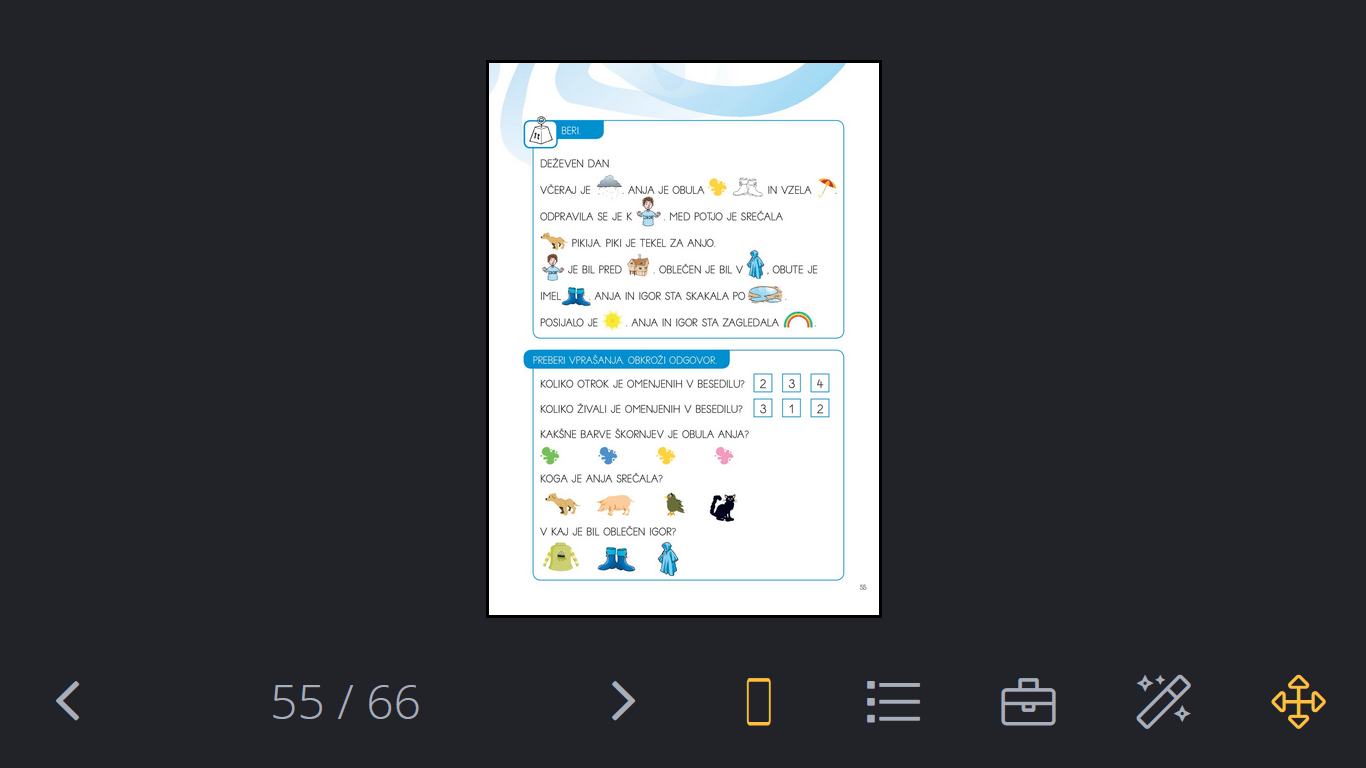 BERI.
DEŽEVEN DAN
VČERAJ JE . ANJA JE OBULA IN VZELA .
ODPRAVILA SE JE K . MED POTJO JE SREČALA
PIKIJA. PIKI JE TEKEL ZA ANJO.
JE BIL PRED . OBLEČEN JE BIL V , OBUTE JE
IMEL . ANJA IN IGOR STA SKAKALA PO .
POSIJALO JE . ANJA IN IGOR STA ZAGLEDALA .
PREBERI VPRAŠANJA. OBKROŽI ODGOVOR.
KOLIKO OTROK JE OMENJENIH V BESEDILU? 2 3 4
KOLIKO ŽIVALI JE OMENJENIH V BESEDILU? 3 1 2
KAKŠNE BARVE ŠKORNJEV JE OBULA ANJA?
KOGA JE ANJA SREČALA?
V KAJ JE BIL OBLEČEN IGOR?
55
55 / 66